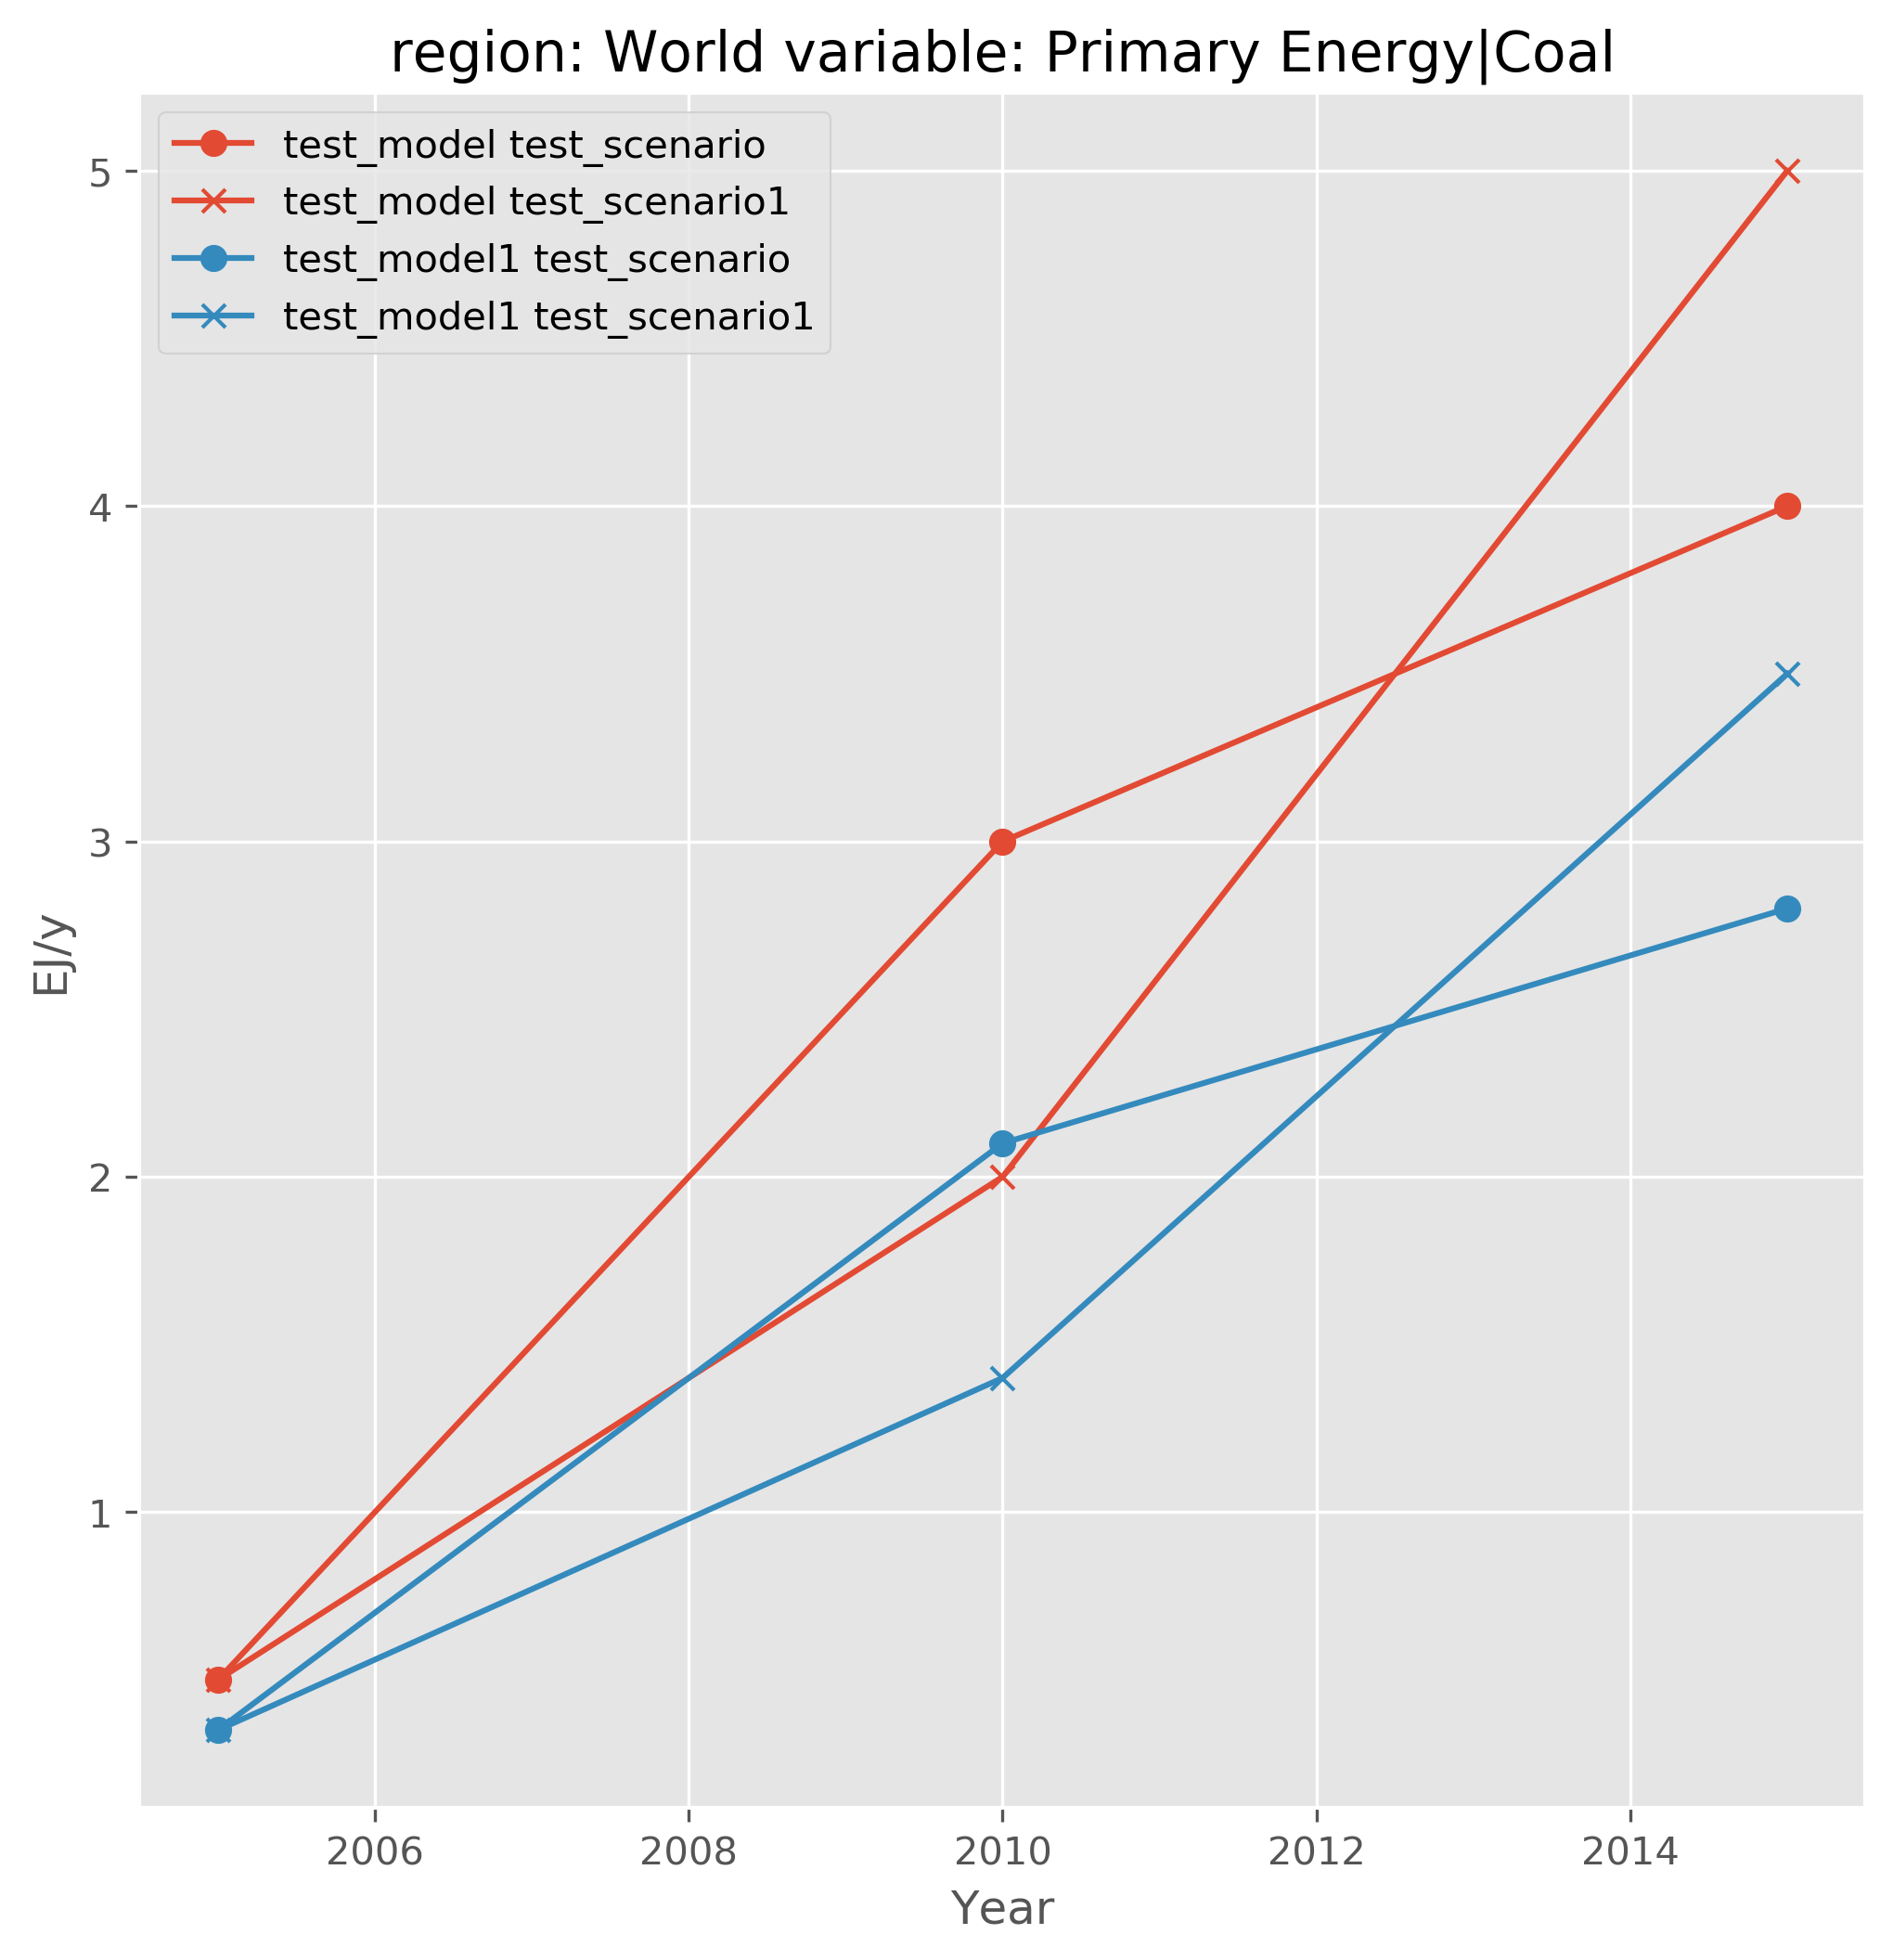 region: World variable: Primary Energy|Coal
test_model test_scenario
test_model test_scenario1
test_model1 test_scenario
test_model1 test_scenario1
5
4
3
2
1
EJ/y
2006 2008 2010 2012 2014
Year